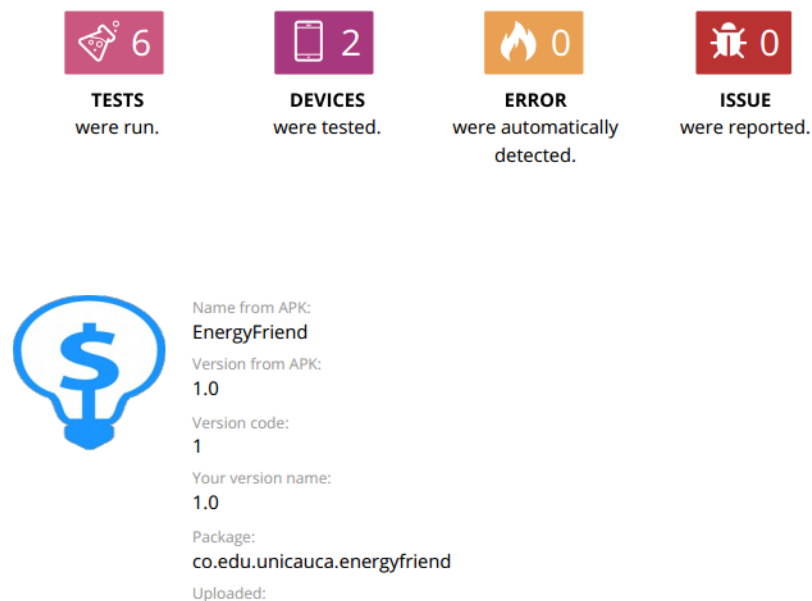 6
2
0
0
TESTS
were run.
DEVICES
were tested.
ERROR
were automatically
detected.
ISSUE
were reported.
$
Name from APK:
EnergyFriend
Version from APK:
1.0
Version code:
1
Your version name:
1.0
Package:
co.edu.unicauca.energyfriend
Uploaded: